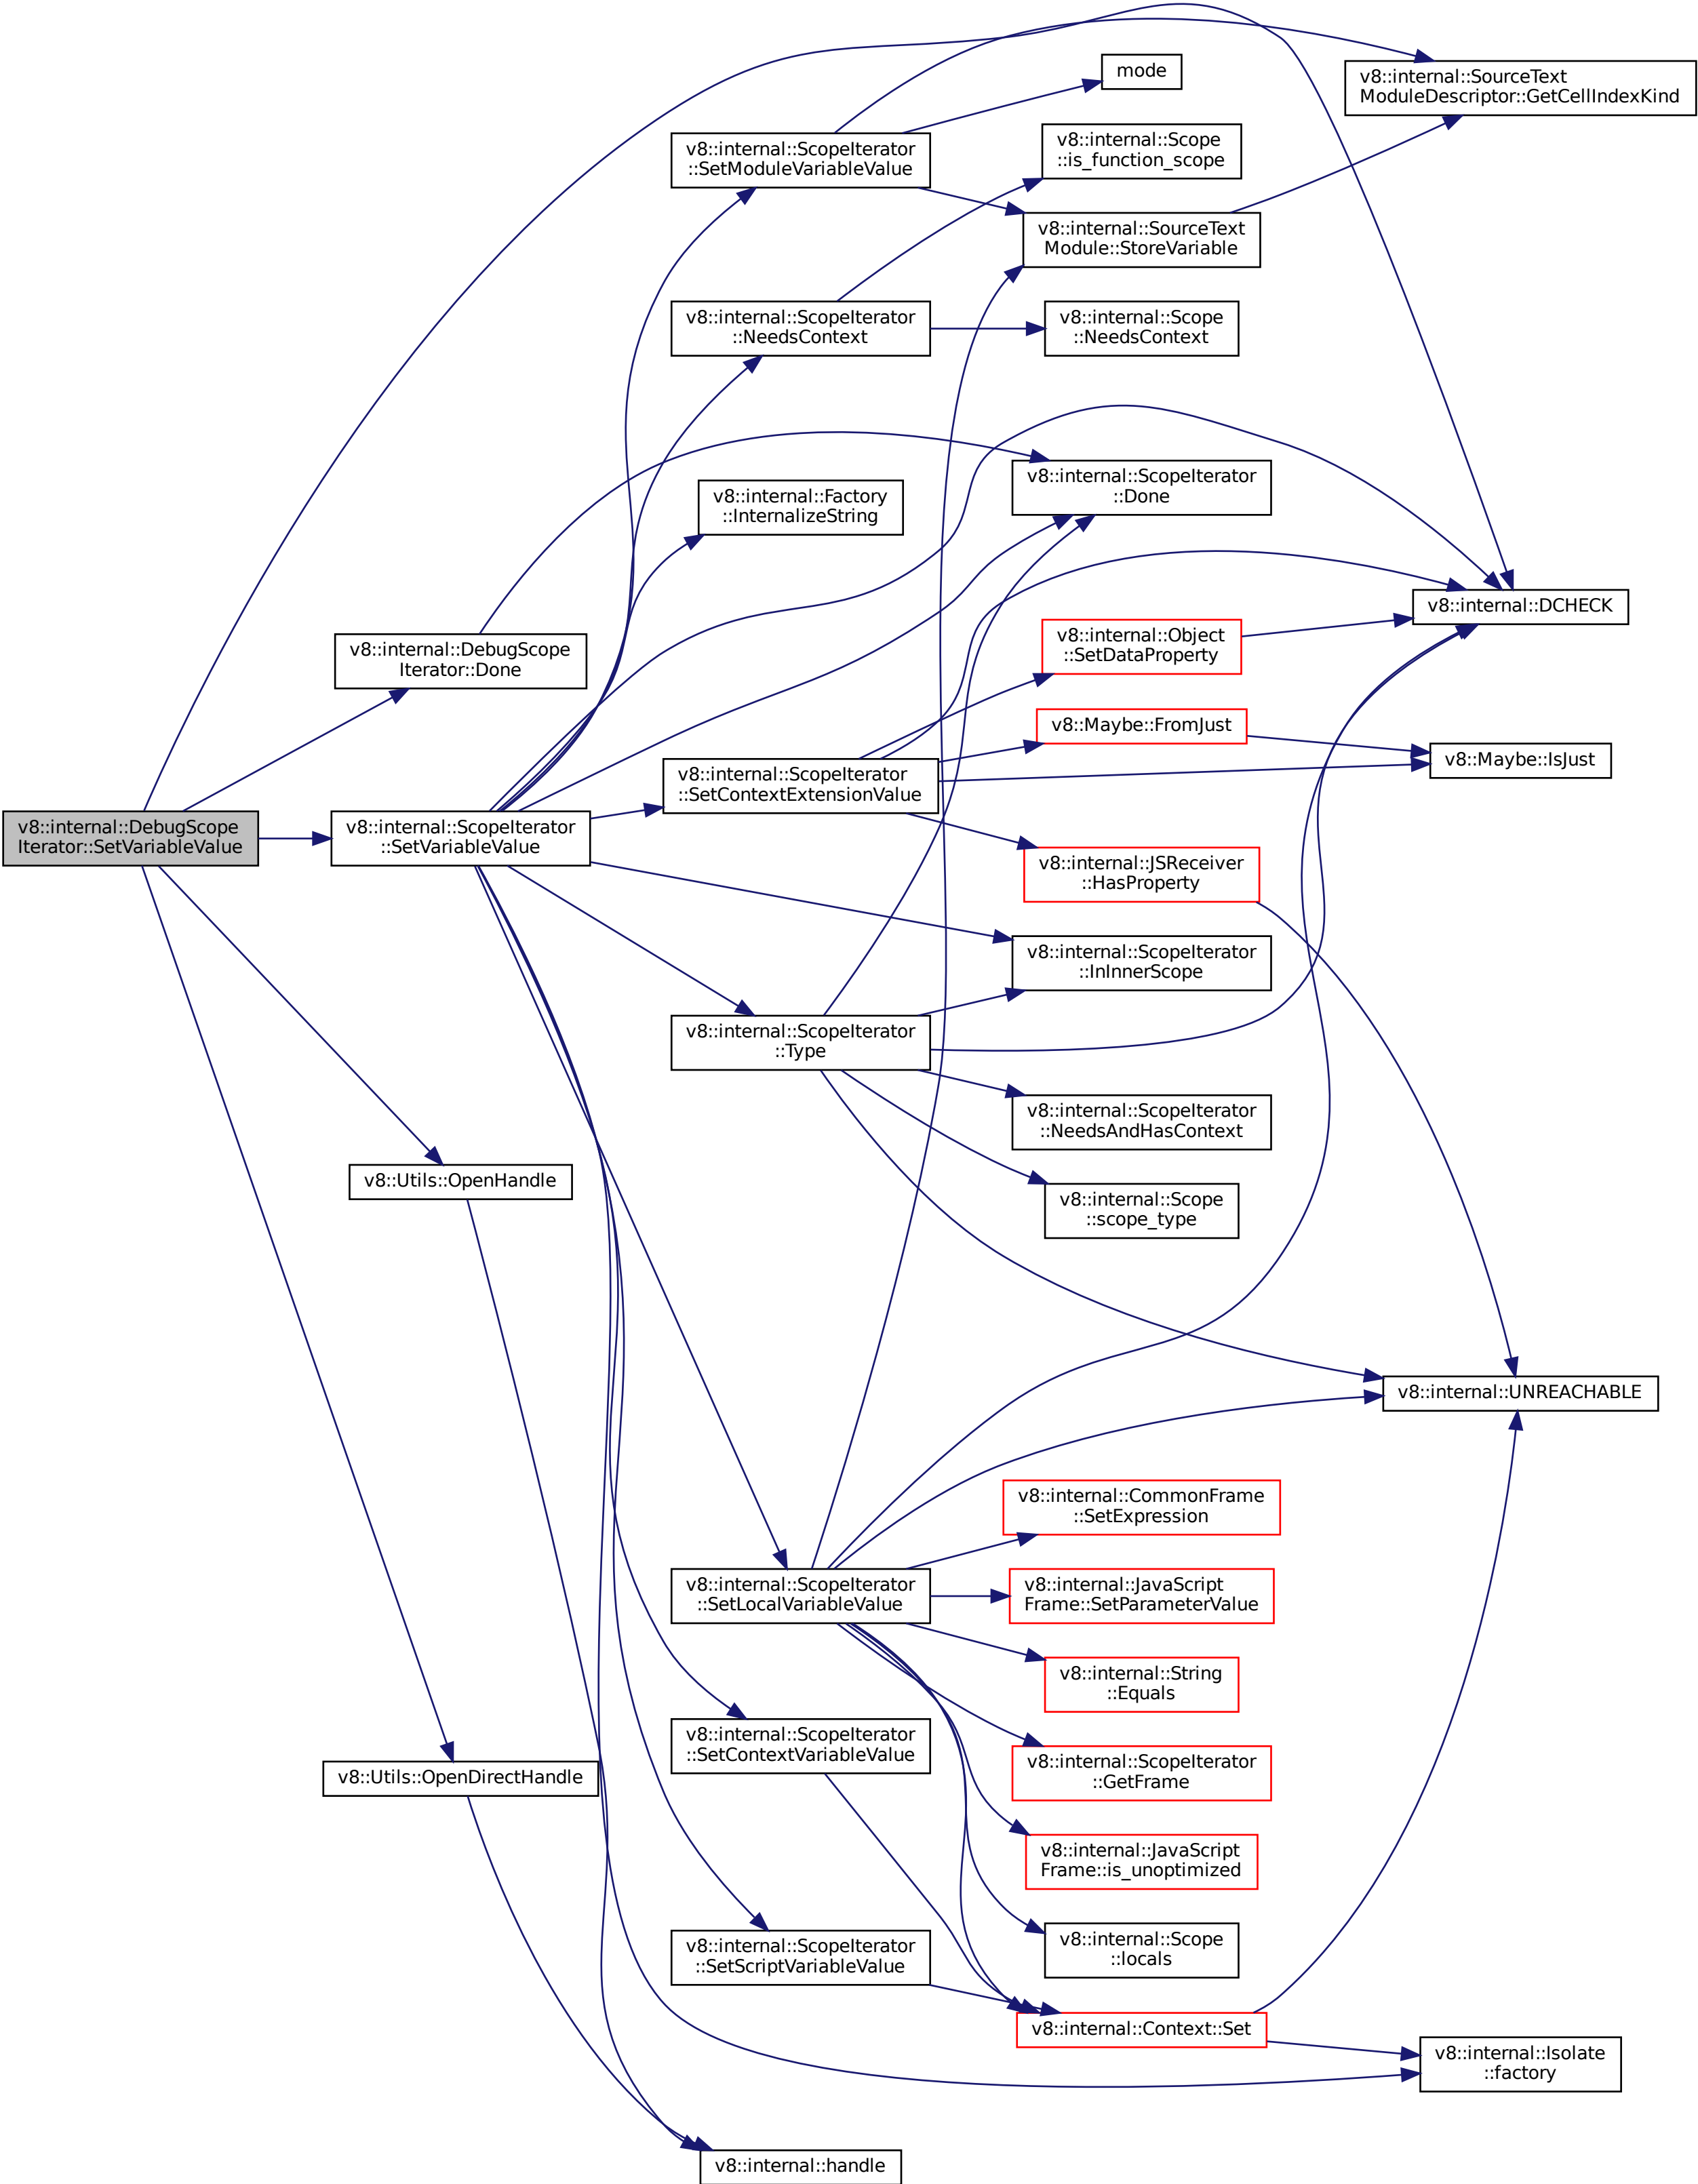 mode
v8::internal::SourceText
ModuleDescriptor::GetCellIndexKind
v8::internal::Scope
::is_function_scope
v8::internal::ScopeIterator
::SetModuleVariableValue
v8::internal::SourceText
Module::StoreVariable
v8::internal::ScopeIterator
::NeedsContext
v8::internal::Scope
::NeedsContext
v8::internal::ScopeIterator
::Done
v8::internal::Factory
::InternalizeString
v8::internal::DCHECK
v8::internal::DebugScope
Iterator::Done
v8::internal::Object
::SetDataProperty
v8::Maybe::FromJust
v8::Maybe::IsJust
v8::internal::ScopeIterator
::SetContextExtensionValue
v8::internal::DebugScope
Iterator::SetVariableValue
v8::internal::ScopeIterator
::SetVariableValue
v8::internal::JSReceiver
::HasProperty
v8::internal::ScopeIterator
::InInnerScope
v8::internal::ScopeIterator
::Type
v8::internal::ScopeIterator
::NeedsAndHasContext
v8::Utils::OpenHandle
v8::internal::Scope
::scope_type
v8::internal::UNREACHABLE
v8::internal::CommonFrame
::SetExpression
v8::internal::ScopeIterator
::SetLocalVariableValue
v8::internal::JavaScript
Frame::SetParameterValue
v8::internal::String
::Equals
v8::internal::ScopeIterator
::SetContextVariableValue
v8::internal::ScopeIterator
::GetFrame
v8::Utils::OpenDirectHandle
v8::internal::JavaScript
Frame::is_unoptimized
v8::internal::Scope
::locals
v8::internal::ScopeIterator
::SetScriptVariableValue
v8::internal::Context::Set
v8::internal::Isolate
::factory
v8::internal::handle